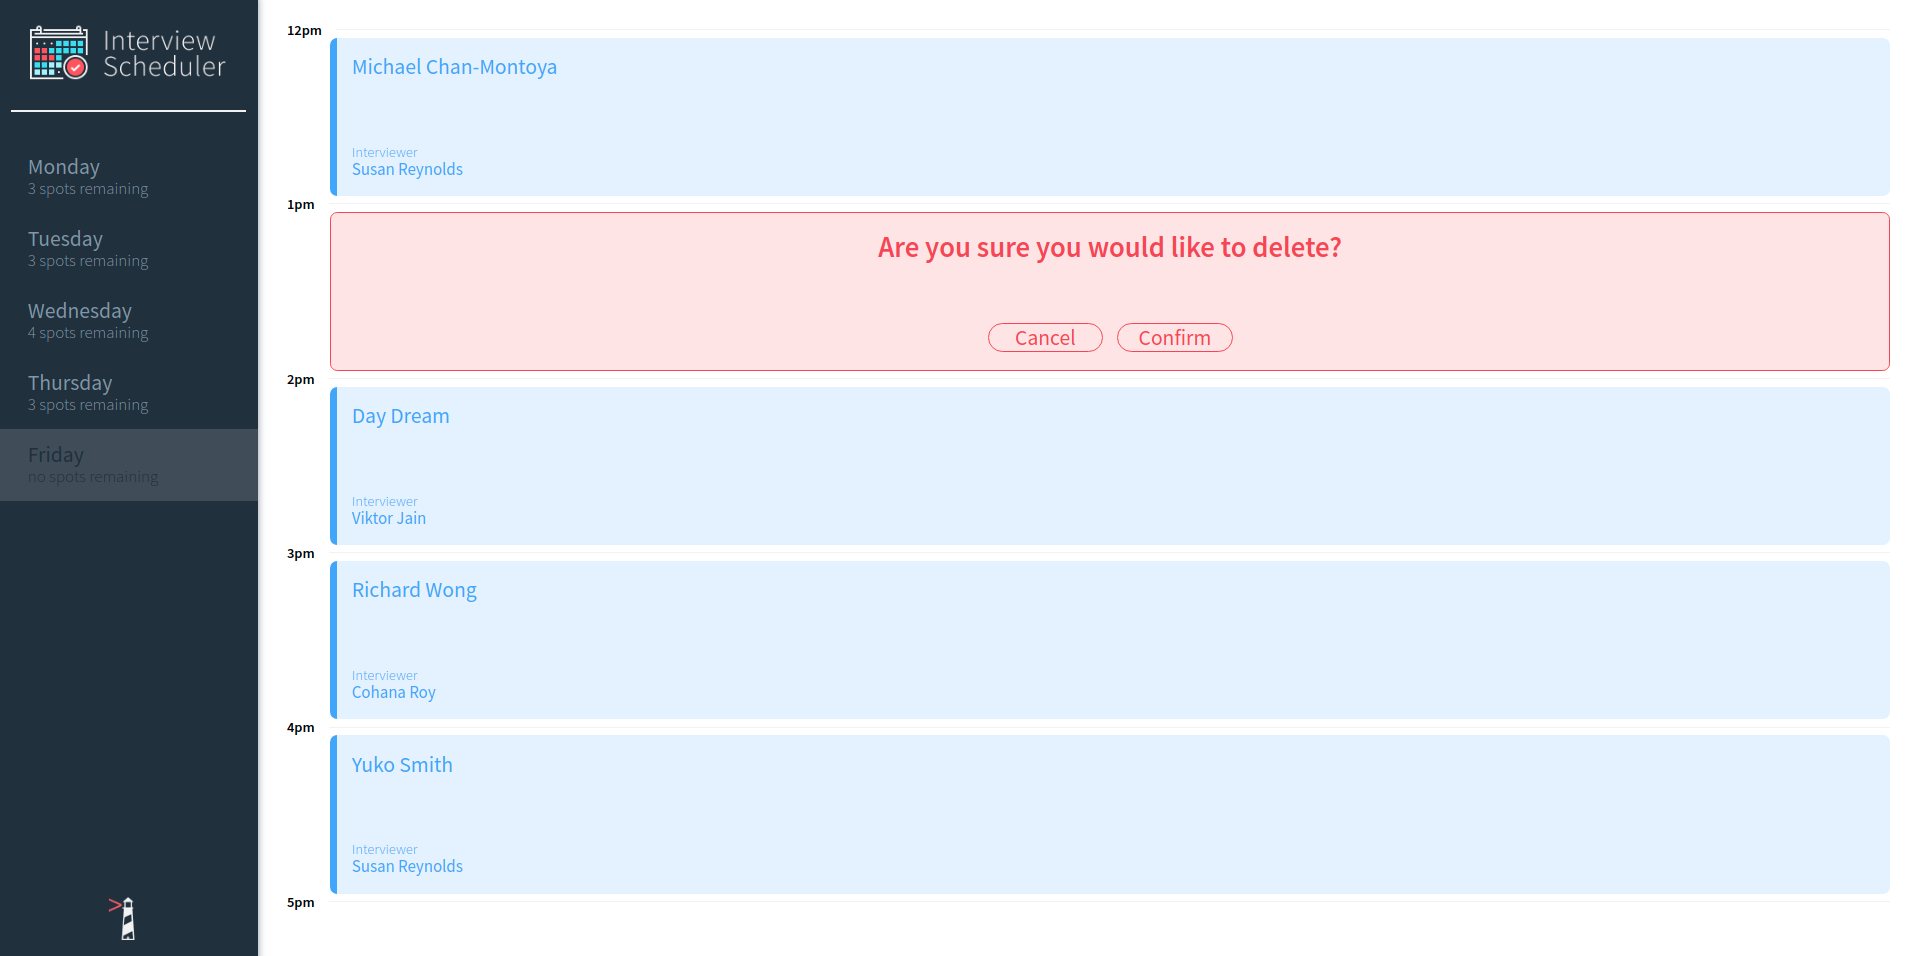 Interview
Scheduler
Monday
3 spots remaining
Tuesday
3 spots remaining
Wednesday
4 spots remaining
Thursday
3 spots remaining
Friday
no spots remaining
12pm
Michael Chan-Montoya
Interviewer
Susan Reynolds
1pm
Are you sure you would like to delete?
Cancel Confirm
2pm
Day Dream
Interviewer
Viktor Jain
3pm
Richard Wong
Interviewer
Cohana Roy
4pm
Yuko Smith
Interviewer
Susan Reynolds
5pm